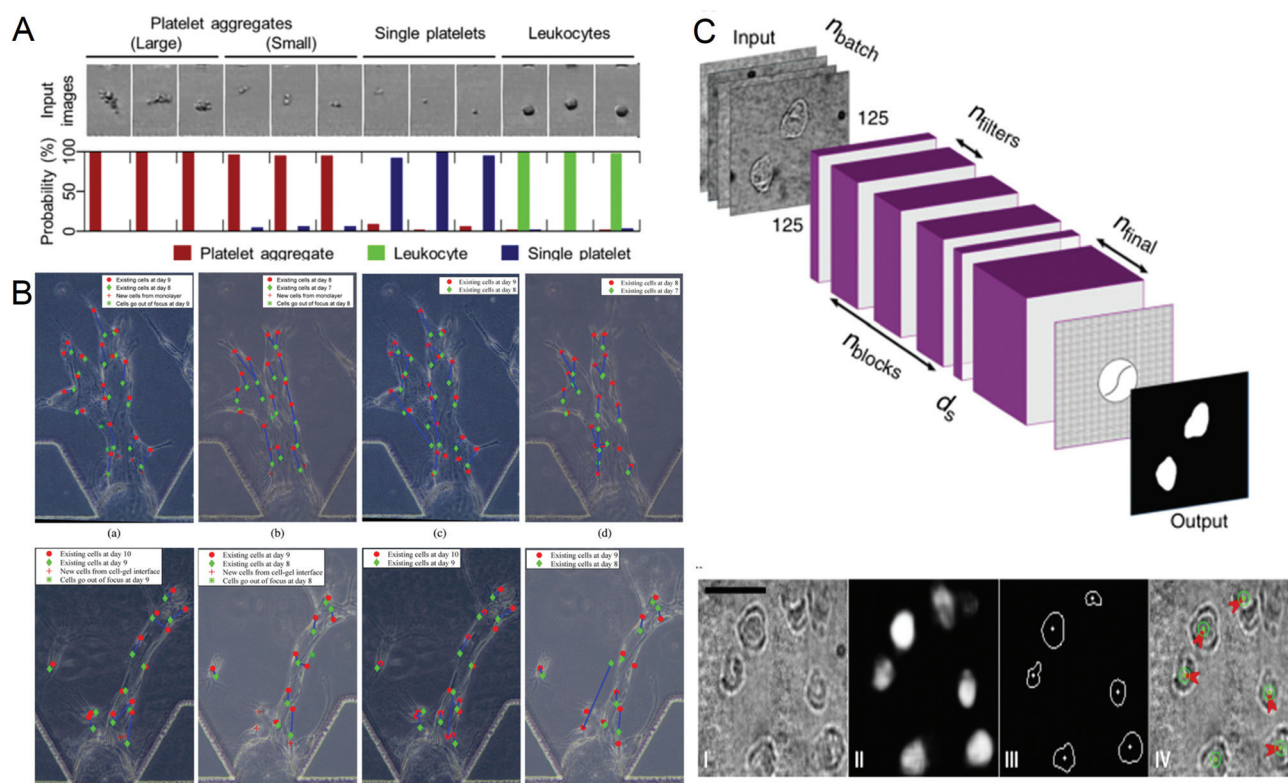 A
Platelet aggregates
(Large)
(Small)
Single platelets
Leukocytes
Input
images
Probability (%)
100
50
0
Platelet aggregate
Leukocyte
Single platelet
B
Existing cells at day 9
Existing cells at day 8
New cells from monolayer
Cells go out of focus at day 9
Existing cells at day 8
Existing cells at day 7
New cells from monolayer
Cells go out of focus at day 8
Existing cells at day 9
Existing cells at day 8
Existing cells at day 8
Existing cells at day 7
(a)
(b)
(c)
(d)
Existing cells at day 10
Existing cells at day 9
New cells from cell-gel interface
Cells go out of focus at day 9
Existing cells at day 9
Existing cells at day 8
New cells from cell-gel interface
Cells go out of focus at day 8
Existing cells at day 10
Existing cells at day 9
Existing cells at day 9
Existing cells at day 8
C
Input
nbatch
125
125
nfilters
nblocks
ds
nfinal
Output
I
II
III
IV